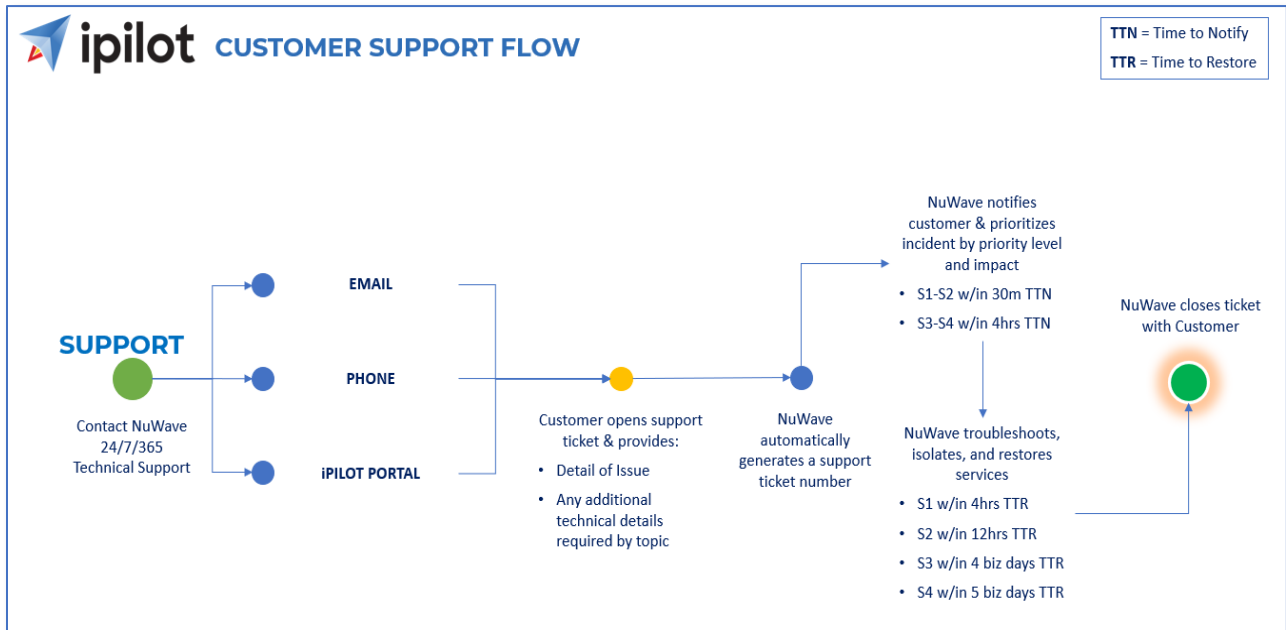 ipilot CUSTOMER SUPPORT FLOW
TTN = Time to Notify
TTR = Time to Restore
SUPPORT
Contact NuWave
24/7/365
Technical Support
EMAIL
PHONE
iPILOT PORTAL
Customer opens support
ticket & provides:
• Detail of Issue
• Any additional
technical details
required by topic
NuWave
automatically
generates a support
ticket number
NuWave notifies
customer & prioritizes
incident by priority level
and impact
• S1-S2 w/in 30m TTN
• S3-S4 w/in 4hrs TTN
NuWave troubleshoots,
isolates, and restores
services
• S1 w/in 4hrs TTR
• S2 w/in 12hrs TTR
• S3 w/in 4 biz days TTR
• S4 w/in 5 biz days TTR
NuWave closes ticket
with Customer